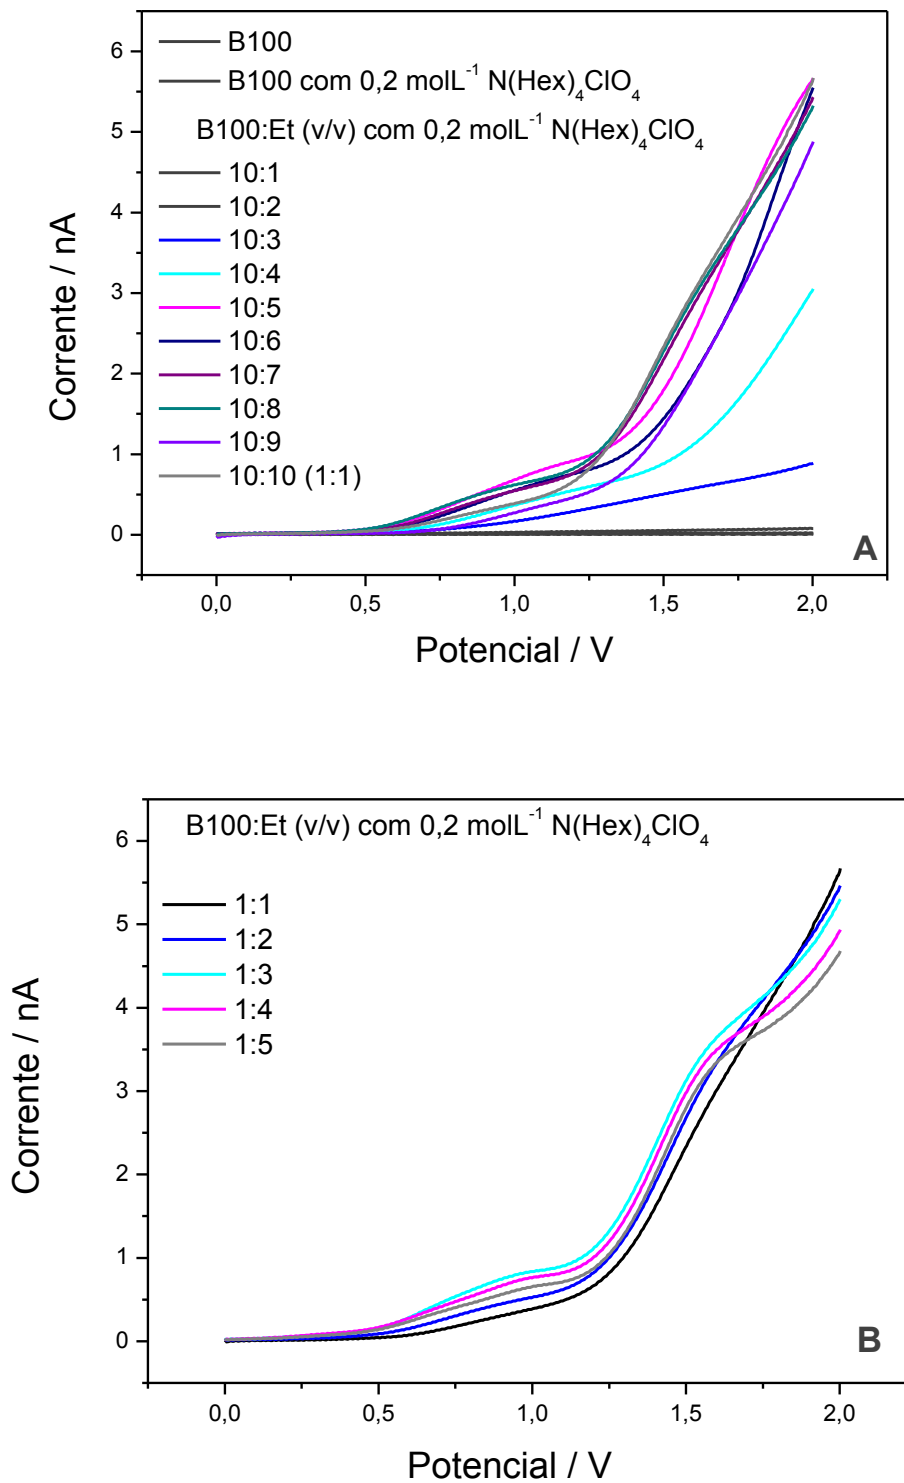 6
5
4
3
2
1
0
Corrente / nA
B100
B100 com 0,2 molL⁻¹ N(Hex)₄ClO₄
B100:Et (v/v) com 0,2 molL⁻¹ N(Hex)₄ClO₄
10:1
10:2
10:3
10:4
10:5
10:6
10:7
10:8
10:9
10:10 (1:1)
A
0,0 0,5 1,0 1,5 2,0
Potencial / V
6
5
4
3
2
1
0
Corrente / nA
B100:Et (v/v) com 0,2 molL⁻¹ N(Hex)₄ClO₄
1:1
1:2
1:3
1:4
1:5
B
0,0 0,5 1,0 1,5 2,0
Potencial / V